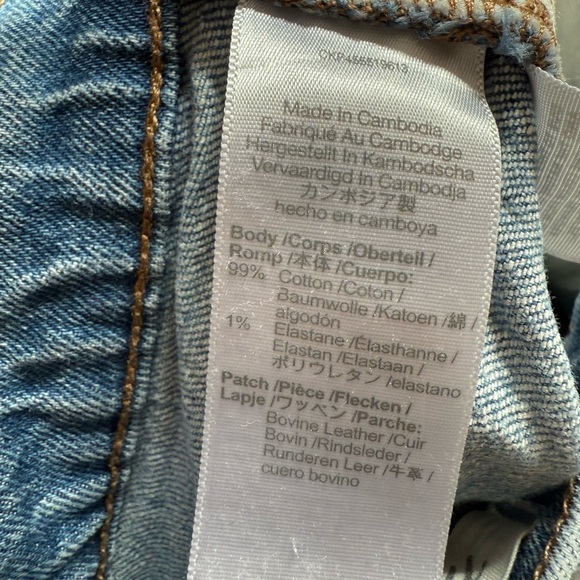 CKP456519613
Made In Cambodia
Fabriqué Au Cambodge
Hergestellt In Kambodscha
Vervaardigd In Cambodja
カンボジア製
hecho en camboya
Body /Corps /Oberteil /
Romp /本体 /Cuerpo:
99% Cotton /Coton /
Baumwolle /Katoen /綿 /
algodón
1% Elastane /Élasthanne /
Elastan /Elastaan /
ポリウレタン /elastano
Patch /Pièce /Flecken /
Lapje /ワッペン /Parche:
Bovine Leather /Cuir
Bovin /Rindsleder /
Runderen Leer /牛革 /
cuero bovino